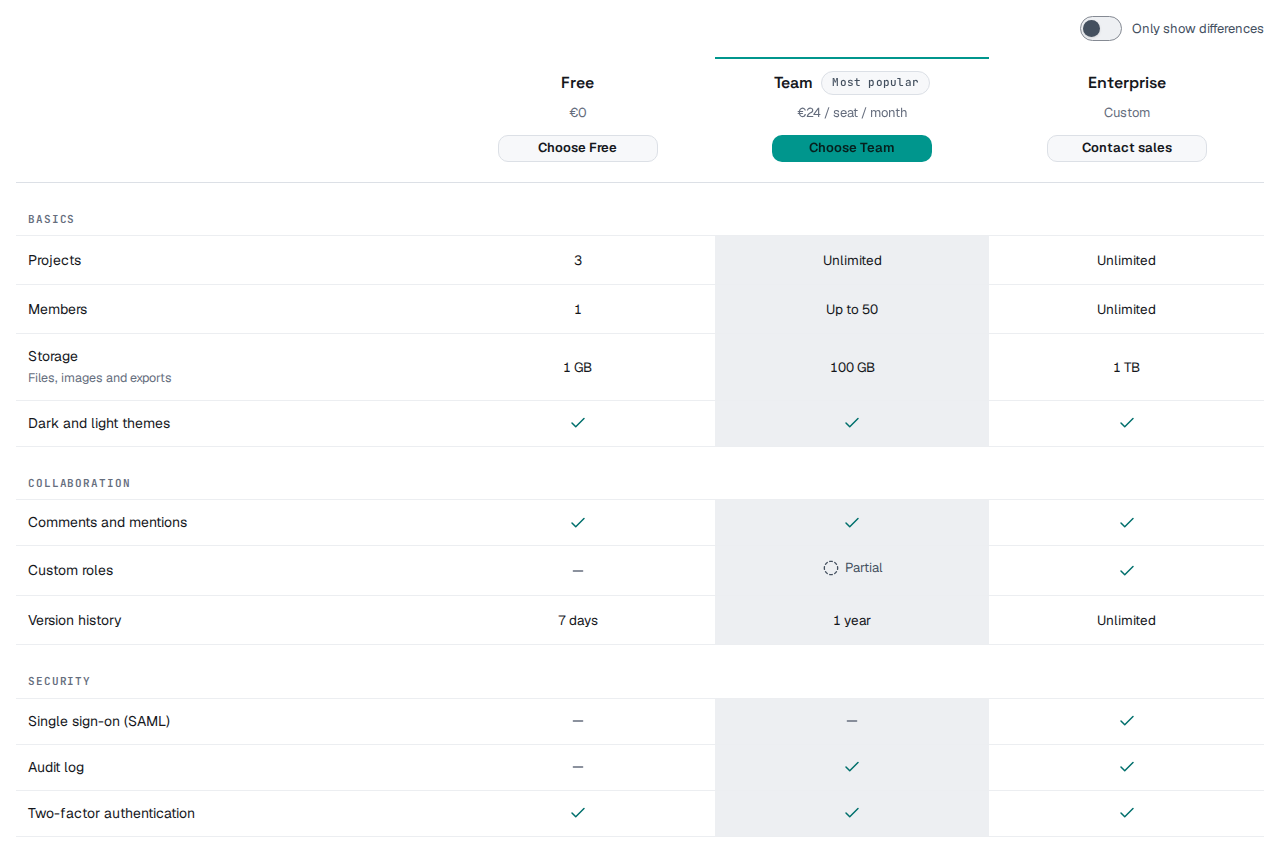 Only show differences
Free
Team Most popular
Enterprise
€0
€24 / seat / month
Custom
Choose Free
Choose Team
Contact sales
BASICS
Projects 3 Unlimited Unlimited
Members 1 Up to 50 Unlimited
Storage
Files, images and exports
1 GB 100 GB 1 TB
Dark and light themes
COLLABORATION
Comments and mentions
Custom roles Partial
Version history 7 days 1 year Unlimited
SECURITY
Single sign-on (SAML)
Audit log
Two-factor authentication